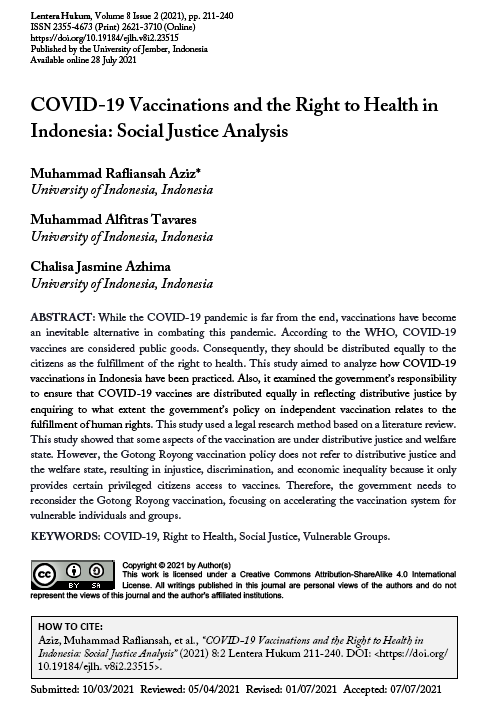 Lentera Hukum, Volume 8 Issue 2 (2021), pp. 211-240
ISSN 2355-4673 (Print) 2621-3710 (Online)
https://doi.org/10.19184/ejlh.v8i2.23515
Published by the University of Jember, Indonesia
Available online 28 July 2021
COVID-19 Vaccinations and the Right to Health in
Indonesia: Social Justice Analysis
Muhammad Rafliansah Aziz*
University of Indonesia, Indonesia
Muhammad Alfitras Tavares
University of Indonesia, Indonesia
Chalisa Jasmine Azhima
University of Indonesia, Indonesia
ABSTRACT: While the COVID-19 pandemic is far from the end, vaccinations have become
an inevitable alternative in combating this pandemic. According to the WHO, COVID-19
vaccines are considered public goods. Consequently, they should be distributed equally to the
citizens as the fulfillment of the right to health. This study aimed to analyze how COVID-19
vaccinations in Indonesia have been practiced. Also, it examined the government's responsibility
to ensure that COVID-19 vaccines are distributed equally in reflecting distributive justice by
enquiring to what extent the government's policy on independent vaccination relates to the
fulfillment of human rights. This study used a legal research method based on a literature review.
This study showed that some aspects of the vaccination are under distributive justice and welfare
state. However, the Gotong Royong vaccination policy does not refer to distributive justice and
the welfare state, resulting in injustice, discrimination, and economic inequality because it only
provides certain privileged citizens access to vaccines. Therefore, the government needs to
reconsider the Gotong Royong vaccination, focusing on accelerating the vaccination system for
vulnerable individuals and groups.
KEYWORDS: COVID-19, Right to Health, Social Justice, Vulnerable Groups.
cc BY SA
Copyright © 2021 by Author(s)
This work is licensed under a Creative Commons Attribution-ShareAlike 4.0 International
License. All writings published in this journal are personal views of the authors and do not
represent the views of this journal and the author's affiliated institutions.
HOW TO CITE:
Aziz, Muhammad Rafliansah, et al., "COVID-19 Vaccinations and the Right to Health in
Indonesia: Social Justice Analysis" (2021) 8:2 Lentera Hukum 211-240. DOI: <https://doi.org/
10.19184/ejlh. v8i2.23515>.
Submitted: 10/03/2021 Reviewed: 05/04/2021 Revised: 01/07/2021 Accepted: 07/07/2021